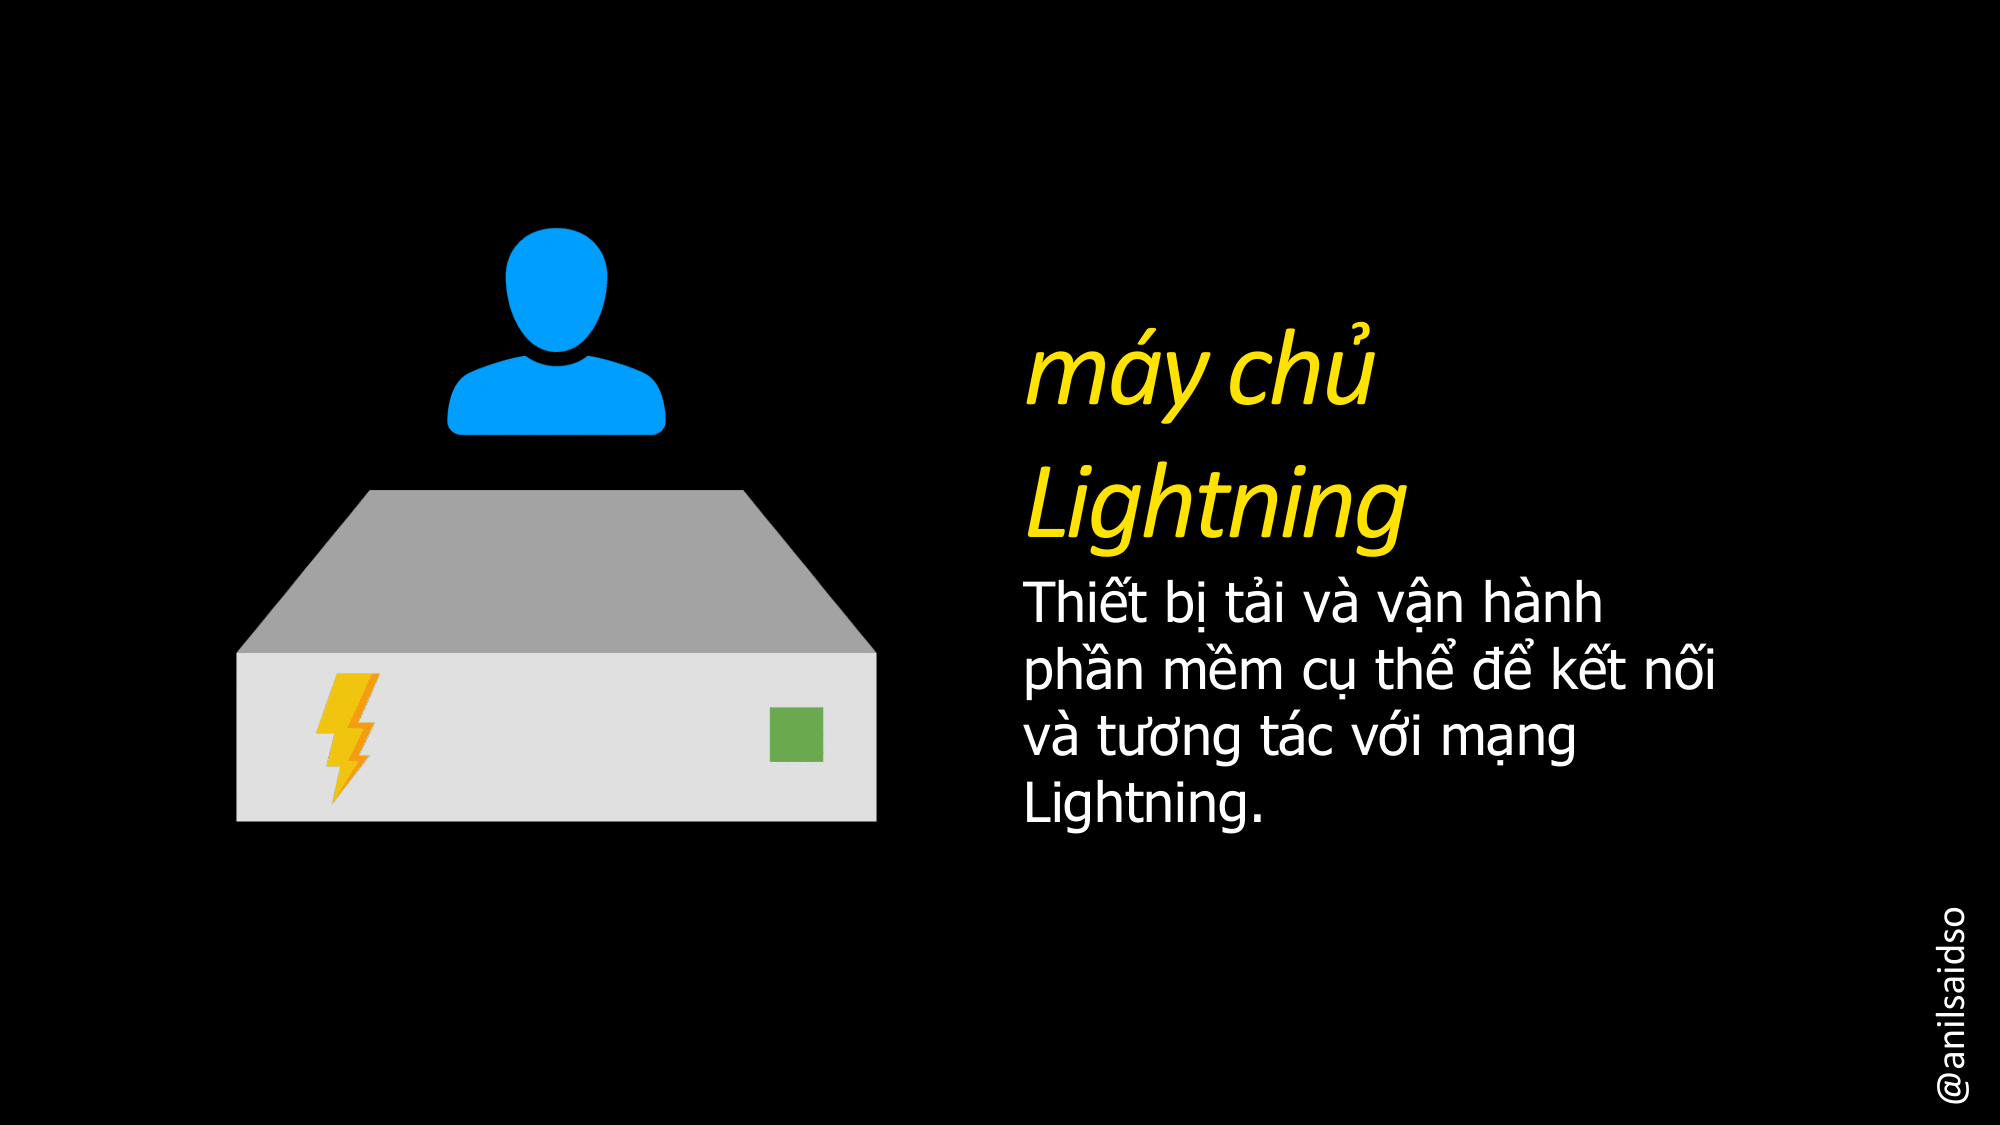 máy chủ
Lightning
Thiết bị tải và vận hành
phần mềm cụ thể để kết nối
và tương tác với mạng
Lightning.
@anilsaidso